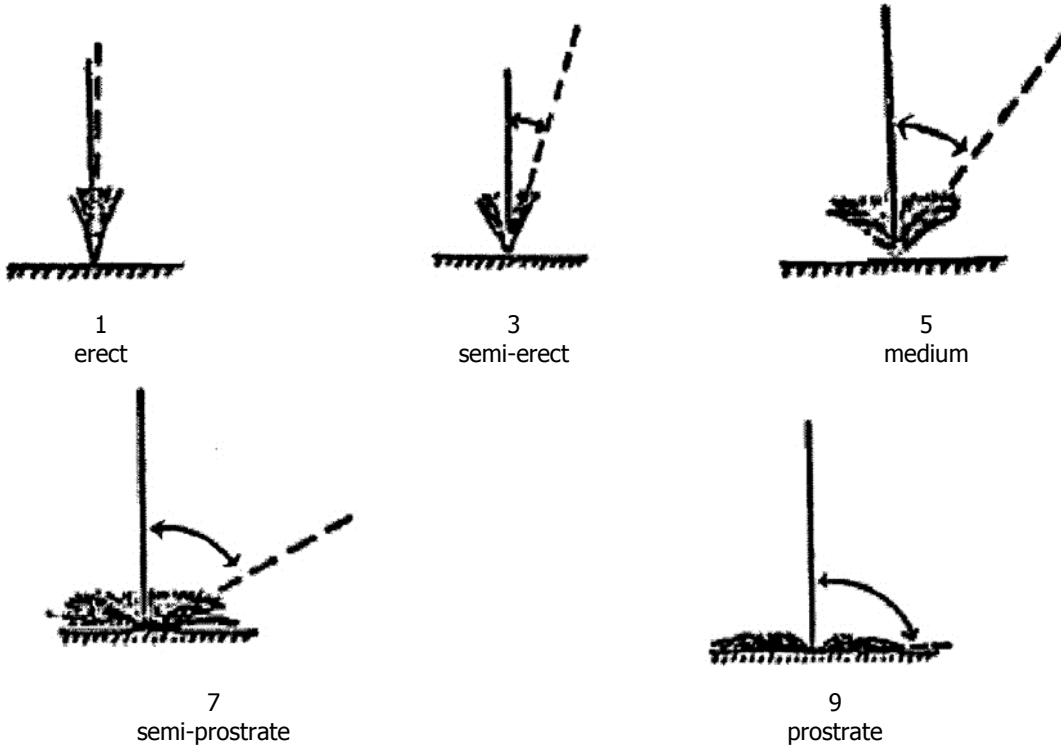 1
erect
3
semi-erect
5
medium
7
semi-prostrate
9
prostrate